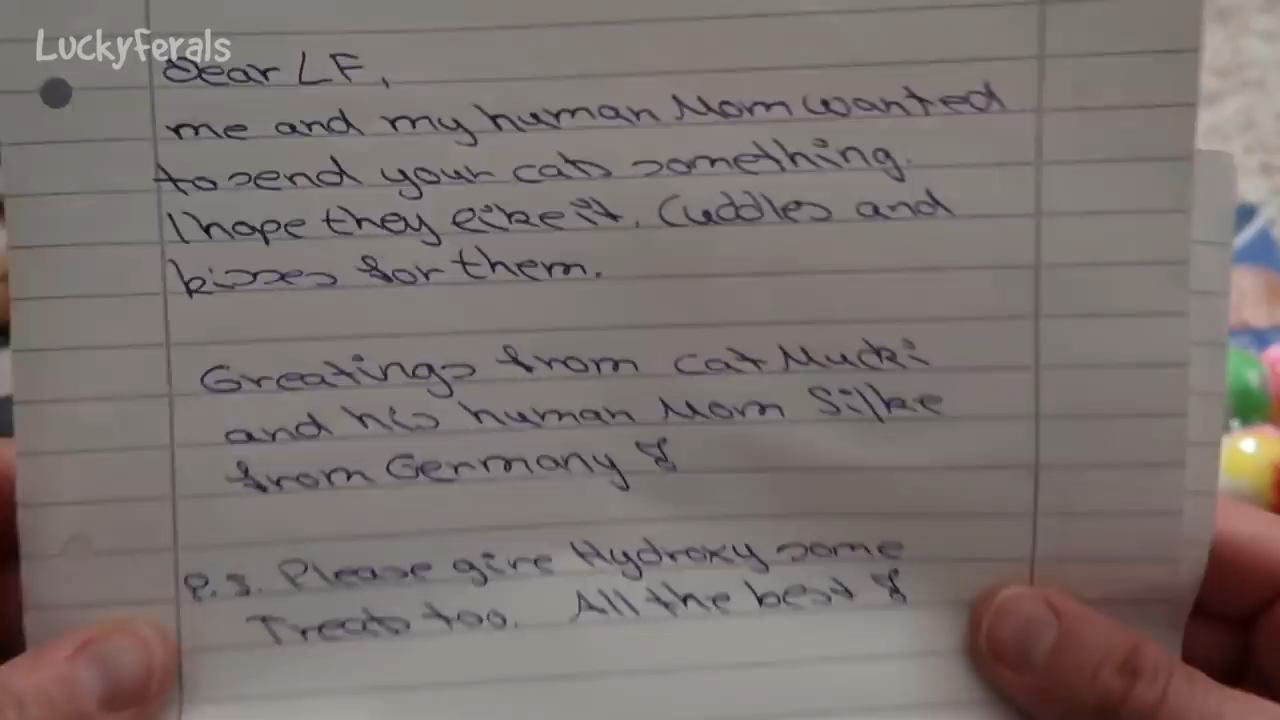 LuckyFerals
Dear LF,
me and my human Mom wanted
to send your cats something.
I hope they like it. Cuddles and
kisses for them.
Greatings from cat Mucki
and his human Mom Silke
from Germany
P.S. Please give Hydroxy some
Treats too. All the best